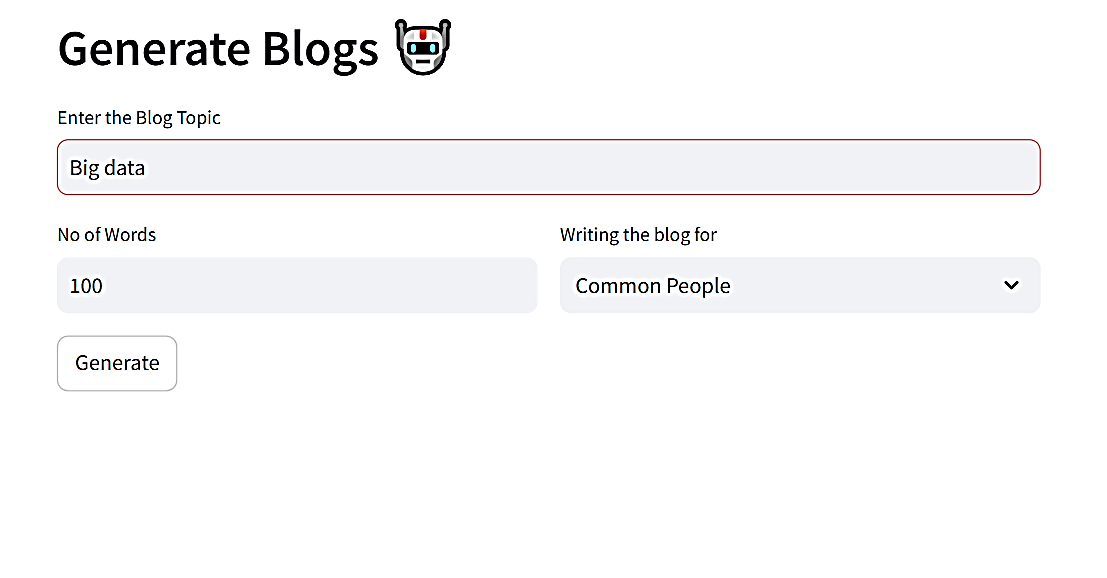 Generate Blogs
Enter the Blog Topic
Big data
No of Words
Writing the blog for
100
Common People
Generate